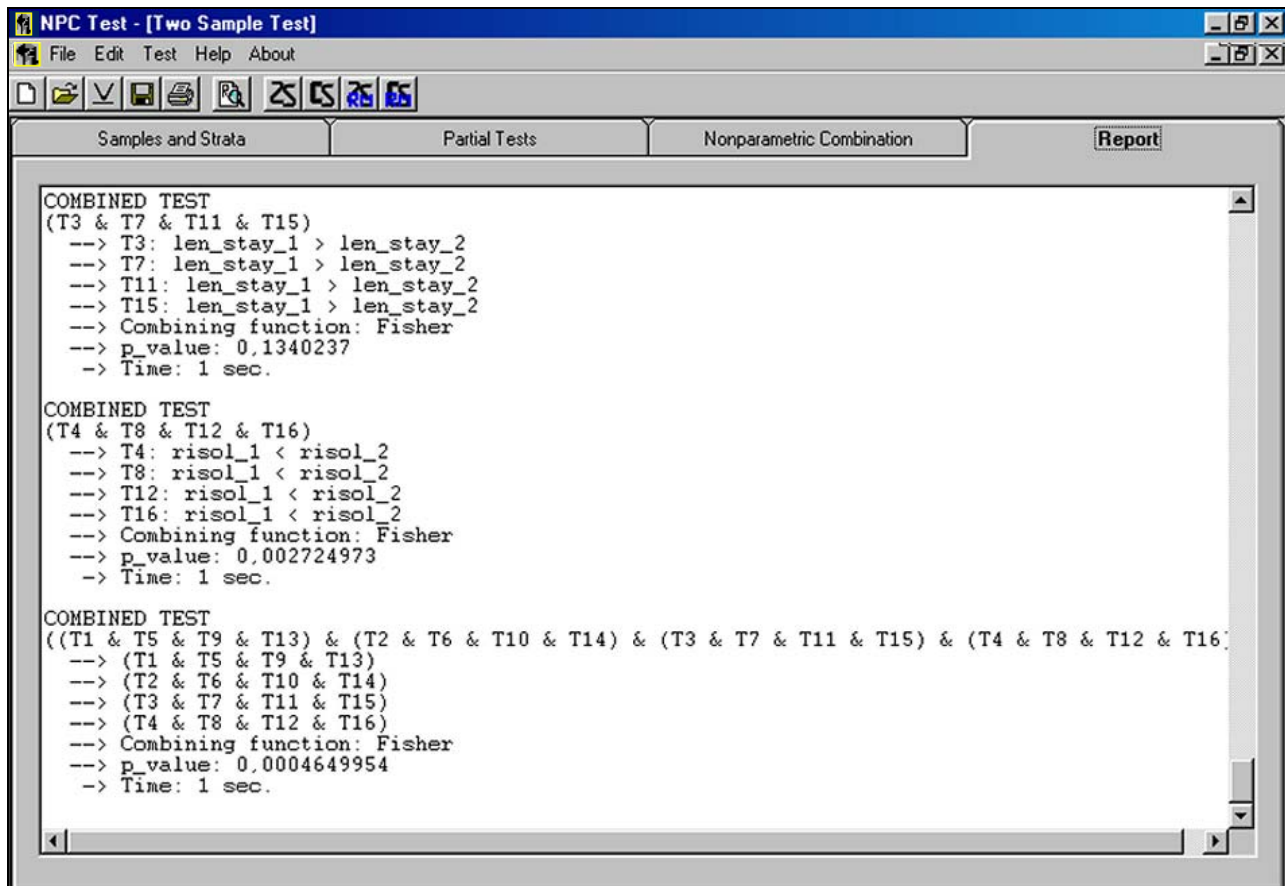 NPC Test - [Two Sample Test]
File Edit Test Help About
Samples and Strata
Partial Tests
Nonparametric Combination
Report
COMBINED TEST
(T3 & T7 & T11 & T15)
--> T3: len_stay_1 > len_stay_2
--> T7: len_stay_1 > len_stay_2
--> T11: len_stay_1 > len_stay_2
--> T15: len_stay_1 > len_stay_2
--> Combining function: Fisher
--> p_value: 0,1340237
-> Time: 1 sec.
COMBINED TEST
(T4 & T8 & T12 & T16)
--> T4: risol_1 < risol_2
--> T8: risol_1 < risol_2
--> T12: risol_1 < risol_2
--> T16: risol_1 < risol_2
--> Combining function: Fisher
--> p_value: 0,002724973
-> Time: 1 sec.
COMBINED TEST
((T1 & T5 & T9 & T13) & (T2 & T6 & T10 & T14) & (T3 & T7 & T11 & T15) & (T4 & T8 & T12 & T16)
--> (T1 & T5 & T9 & T13)
--> (T2 & T6 & T10 & T14)
--> (T3 & T7 & T11 & T15)
--> (T4 & T8 & T12 & T16)
--> Combining function: Fisher
--> p_value: 0,0004649954
-> Time: 1 sec.